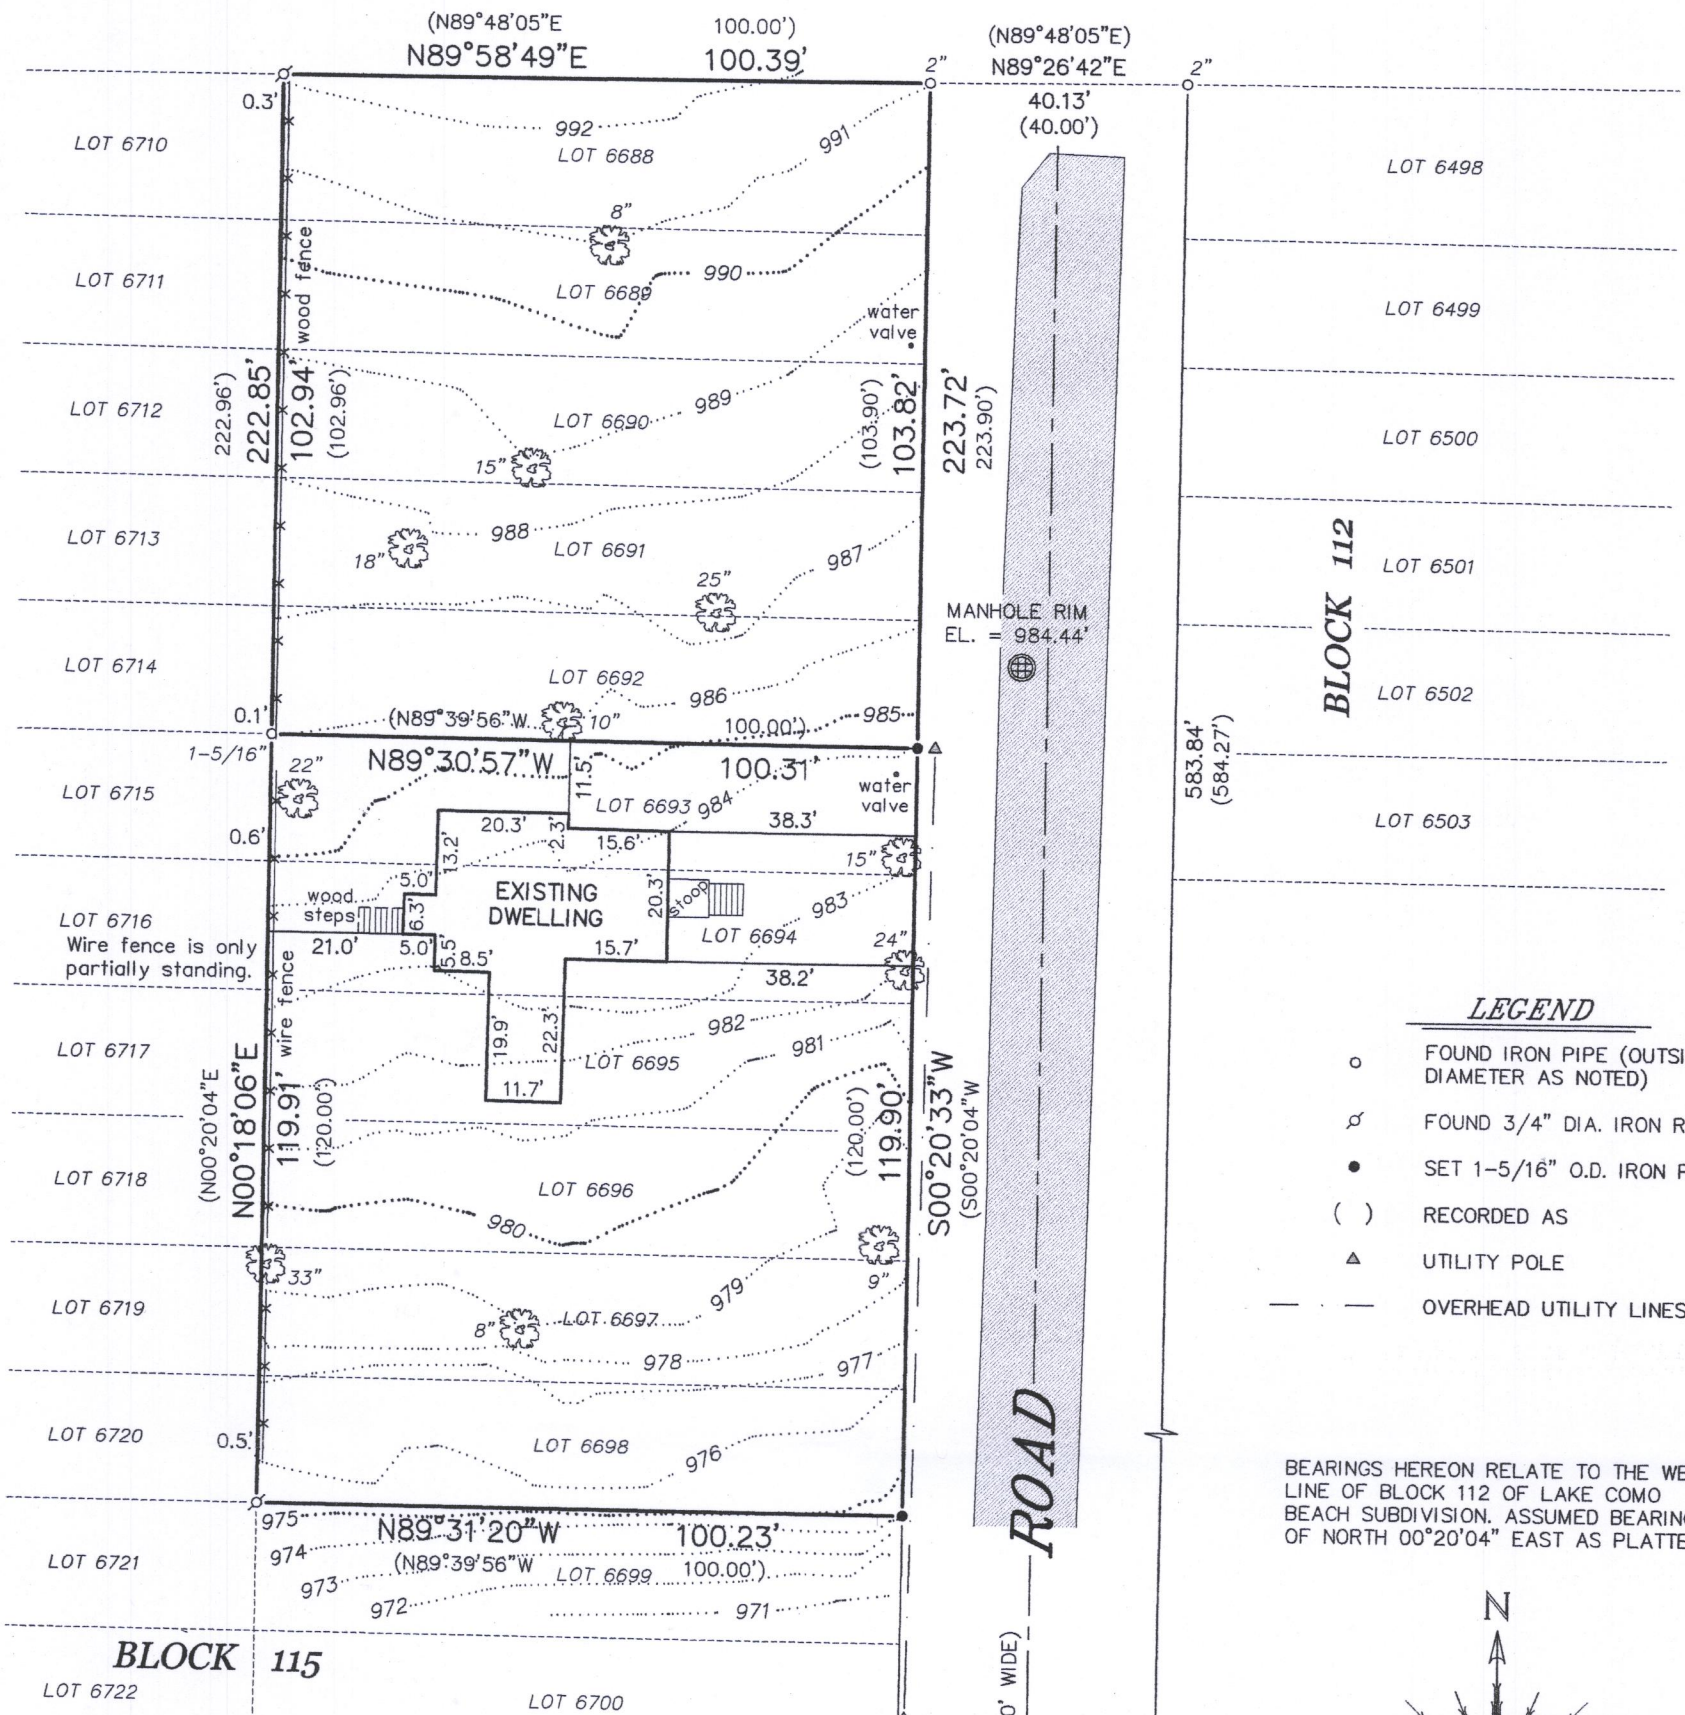 (N89°48'05"E 100.00')
N89°58'49"E 100.39'
(N89°48'05"E)
N89°26'42"E
2"
2"
40.13'
(40.00')
0.3'
992
991
LOT 6710
LOT 6688
LOT 6498
8"
wood fence
990
LOT 6711
LOT 6689
water
valve
LOT 6499
222.85'
(222.96')
102.94'
(102.96')
989
(103.90')
103.82'
223.72'
223.90')
LOT 6712
LOT 6690
LOT 6500
15"
988
LOT 6713
LOT 6691
987
18"
25"
BLOCK 112
LOT 6501
MANHOLE RIM
EL. = 984.44'
LOT 6714
LOT 6692
986
LOT 6502
0.1'
(N89°39'56"W 100.00')
10"
985
1-5/16"
N89°30'57"W 100.31'
583.84'
(584.27')
22"
11.5'
water
valve
LOT 6715
LOT 6693
984
LOT 6503
0.6'
20.3'
2.3'
15.6'
38.3'
13.2'
15"
5.0'
wood
steps
6.3'
EXISTING
DWELLING
20.3'
stoop
983
LOT 6716
LOT 6694
24"
Wire fence is only
partially standing.
21.0'
5.0'
5.5'
8.5'
15.7'
38.2'
wire fence
LEGEND
982
981
19.9'
22.3'
LOT 6717
LOT 6695
11.7'
FOUND IRON PIPE (OUTSI
DIAMETER AS NOTED)
FOUND 3/4" DIA. IRON R
SET 1-5/16" O.D. IRON P
( ) RECORDED AS
UTILITY POLE
OVERHEAD UTILITY LINES
(N00°20'04"E
N00°18'06"E
119.91'
(120.00')
(120.00')
119.90'
S00°20'33"W
(S00°20'04"W
LOT 6718
LOT 6696
980
33"
9"
LOT 6719
LOT 6697
979
8"
978
977
LOT 6720
0.5'
LOT 6698
976
ROAD
BEARINGS HEREON RELATE TO THE WE
LINE OF BLOCK 112 OF LAKE COMO
BEACH SUBDIVISION. ASSUMED BEARING
OF NORTH 00°20'04" EAST AS PLATTE
975
N89°31'20"W 100.23'
974
(N89°39'56"W 100.00')
LOT 6721
973
LOT 6699
972
971
N
BLOCK 115
0' WIDE)
LOT 6722
LOT 6700